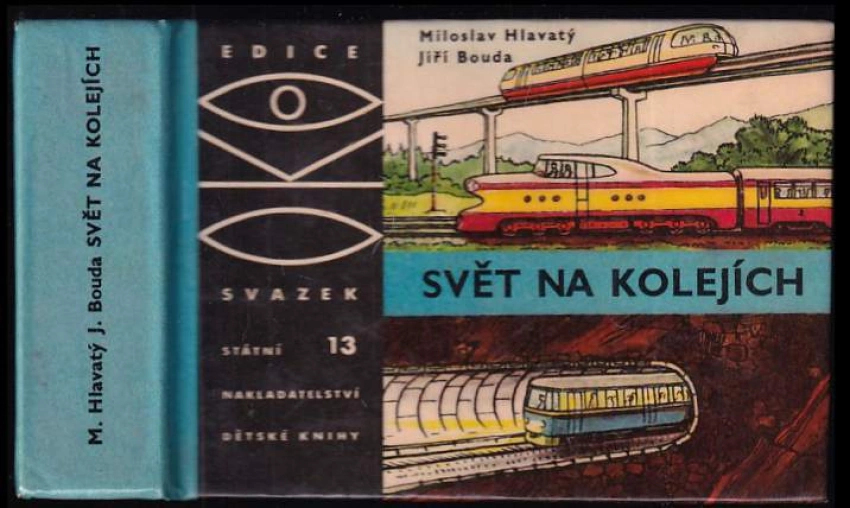 M. Hlavatý J. Bouda SVĚT NA KOLEJÍCH
EDICE
OKO
SVAZEK
13
STÁTNÍ
NAKLADATELSTVÍ
DĚTSKÉ KNIHY
Miloslav Hlavatý
Jiří Bouda
SVĚT NA KOLEJÍCH